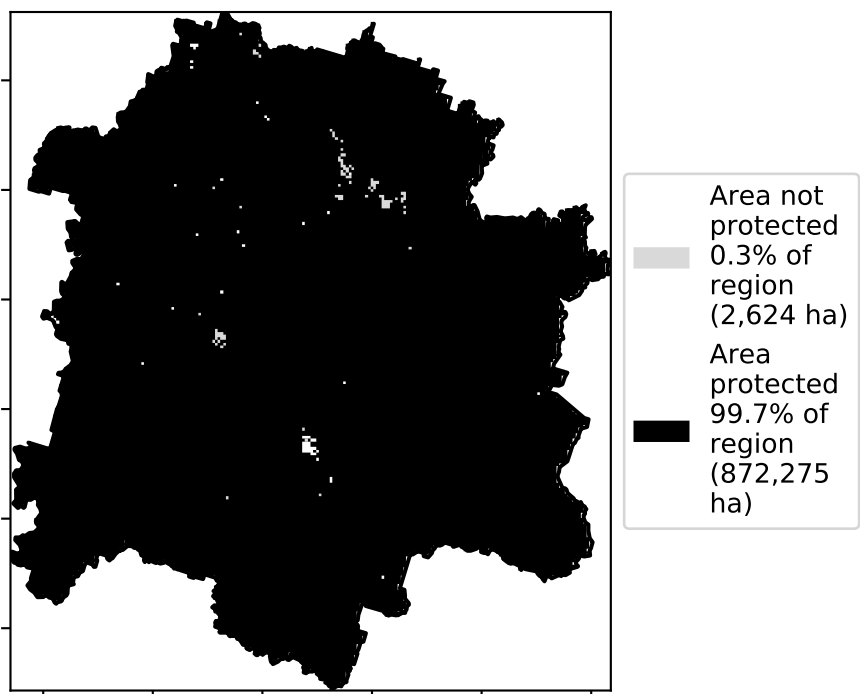 Area not
protected
0.3% of
region
(2,624 ha)
Area
protected
99.7% of
region
(872,275
ha)